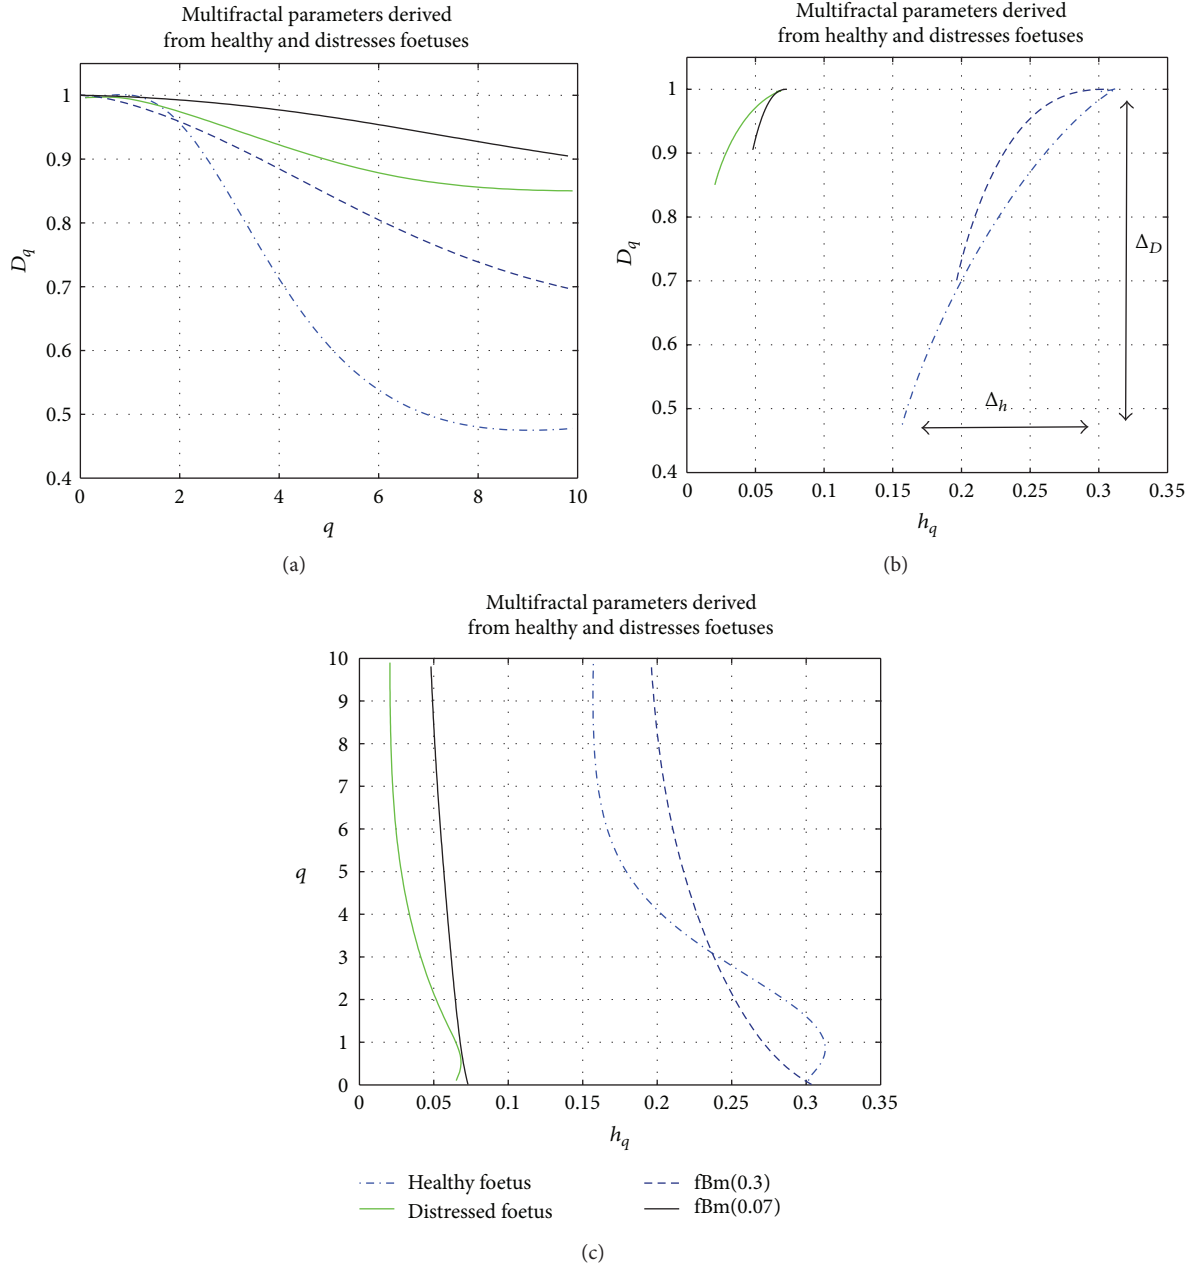 Multifractal parameters derived
from healthy and distresses foetuses
1
0.9
0.8
0.7
0.6
0.5
0.4
D_q
0 2 4 6 8 10
q
(a)
Multifractal parameters derived
from healthy and distresses foetuses
1
0.9
0.8
0.7
0.6
0.5
0.4
D_q
Δ_D
Δ_h
0 0.05 0.1 0.15 0.2 0.25 0.3 0.35
h_q
(b)
Multifractal parameters derived
from healthy and distresses foetuses
10
9
8
7
6
5
4
3
2
1
0
q
0 0.05 0.1 0.15 0.2 0.25 0.3 0.35
h_q
Healthy foetus
Distressed foetus
fBm(0.3)
fBm(0.07)
(c)